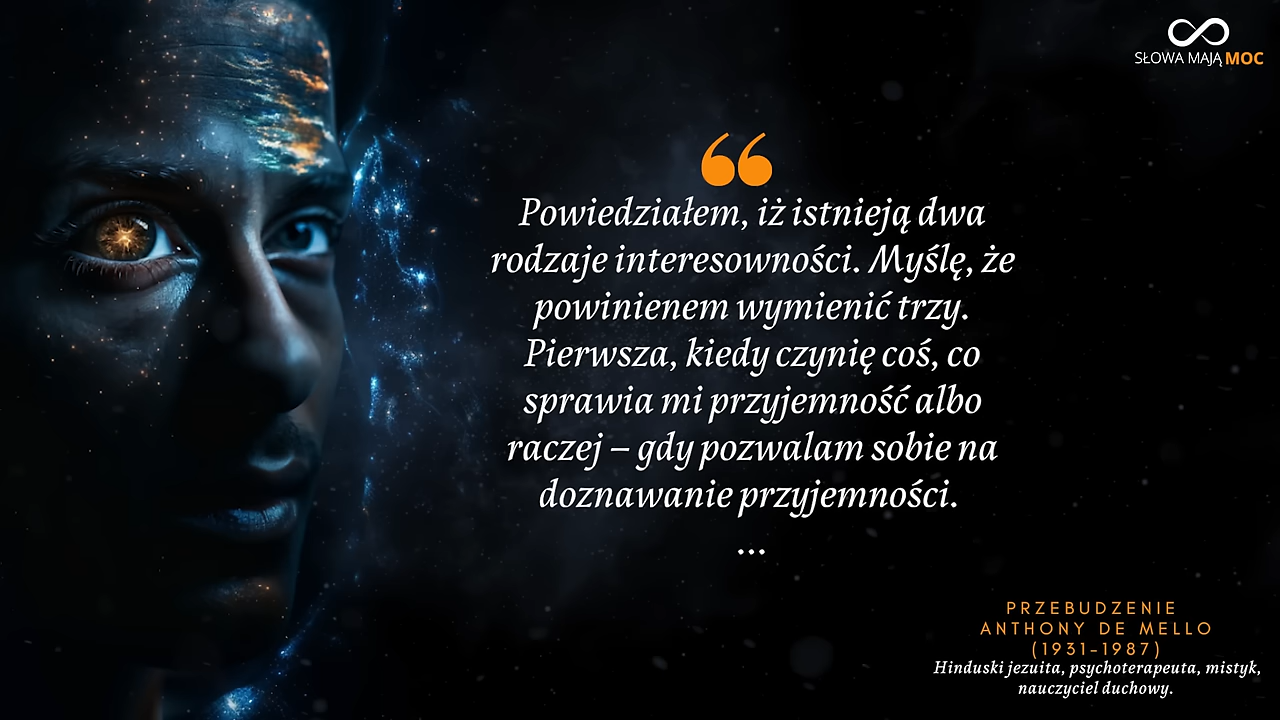 SŁOWA MAJĄ MOC
Powiedziałem, iż istnieją dwa
rodzaje interesowności. Myślę, że
powinienem wymienić trzy.
Pierwsza, kiedy czynię coś, co
sprawia mi przyjemność albo
raczej – gdy pozwalam sobie na
doznawanie przyjemności.
...
PRZEBUDZENIE
ANTHONY DE MELLO
(1931-1987)
Hinduski jezuita, psychoterapeuta, mistyk,
nauczyciel duchowy.